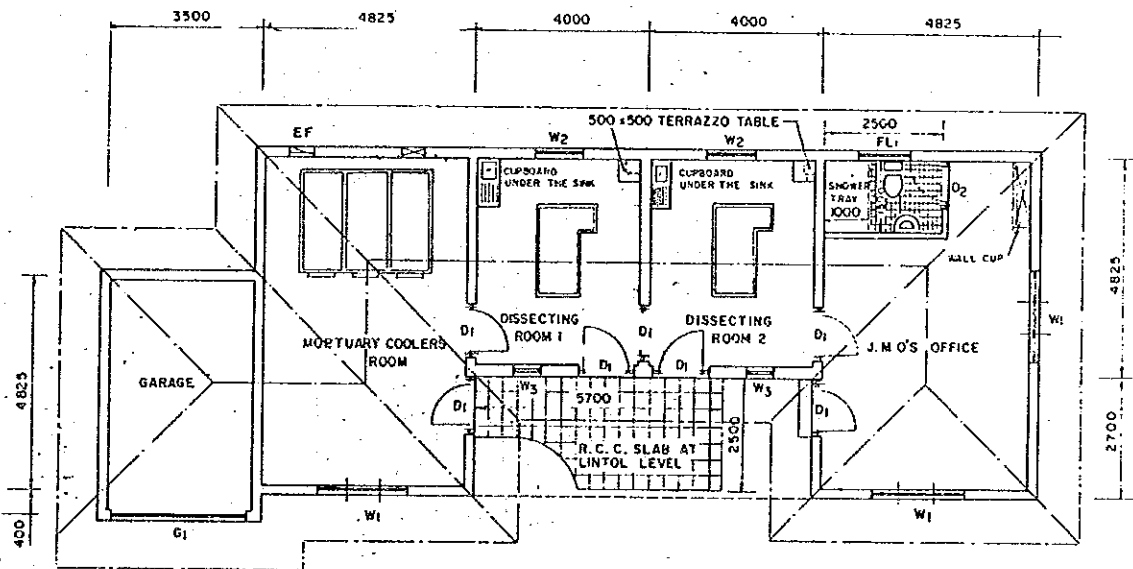 3500
4825
4000
4000
4825
500 x500 TERRAZZO TABLE
2500
EF
W2
W2
FL1
CUPBOARD
UNDER THE SINK
CUPBOARD
UNDER THE SINK
SHOWER
TRAY
1000
D2
WALL CUP
4825
W1
DISSECTING
ROOM 1
D1
DISSECTING
ROOM 2
D1
D1
D1
D1
MORTUARY COOLERS
ROOM
J.M.O'S OFFICE
GARAGE
4825
W3
5700
W3
D1
D1
R.C.C. SLAB AT
LINTOL LEVEL
2500
2700
400
G1
W1
W1